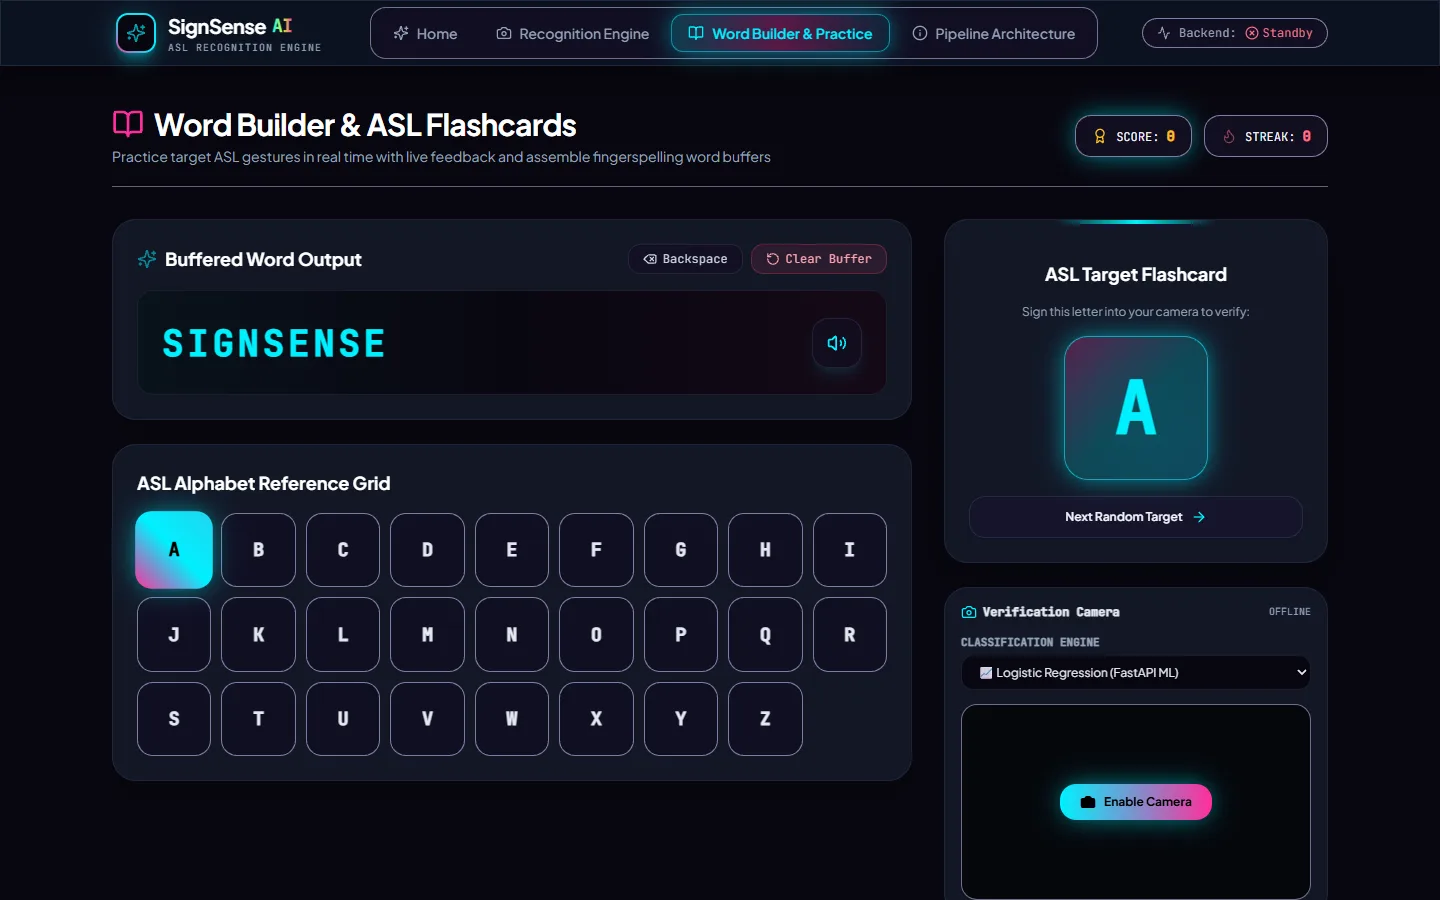 SignSense AI
ASL RECOGNITION ENGINE
Home
Recognition Engine
Word Builder & Practice
Pipeline Architecture
Backend: Standby
Word Builder & ASL Flashcards
Practice target ASL gestures in real time with live feedback and assemble fingerspelling word buffers
SCORE: 0
STREAK: 0
Buffered Word Output
Backspace
Clear Buffer
SIGNSENSE
ASL Alphabet Reference Grid
A B C D E F G H I
J K L M N O P Q R
S T U V W X Y Z
ASL Target Flashcard
Sign this letter into your camera to verify:
A
Next Random Target
Verification Camera
OFFLINE
CLASSIFICATION ENGINE
Logistic Regression (FastAPI ML)
Enable Camera